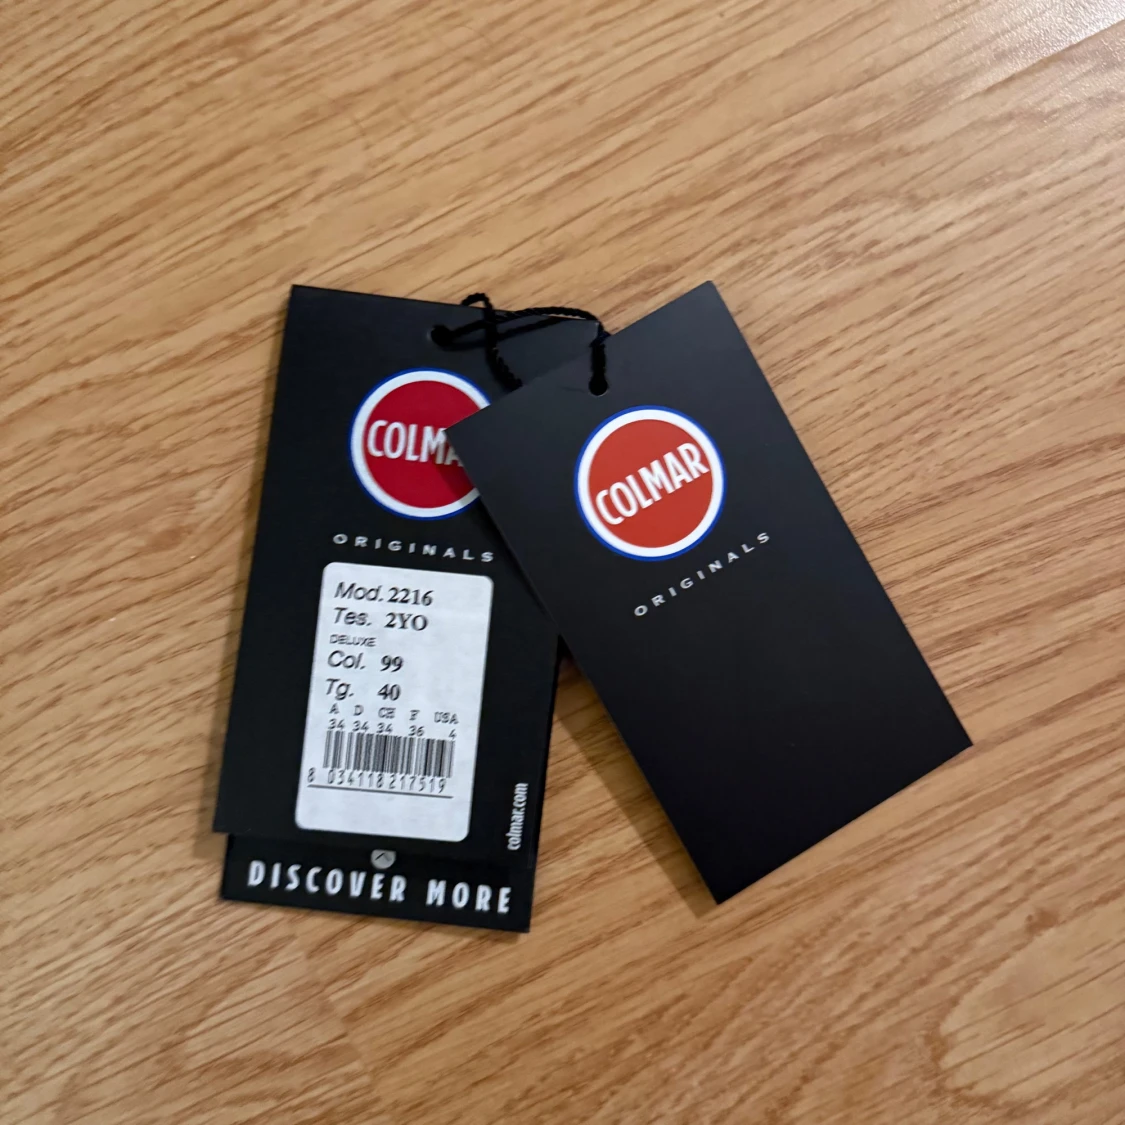 COLMA
ORIGINALS
Mod. 2216
Tes. 2YO
DELUXE
Col. 99
Tg. 40
A D CH F USA
34 34 34 36 4
8 034118 217519
colmar.com
DISCOVER MORE
COLMAR
ORIGINALS